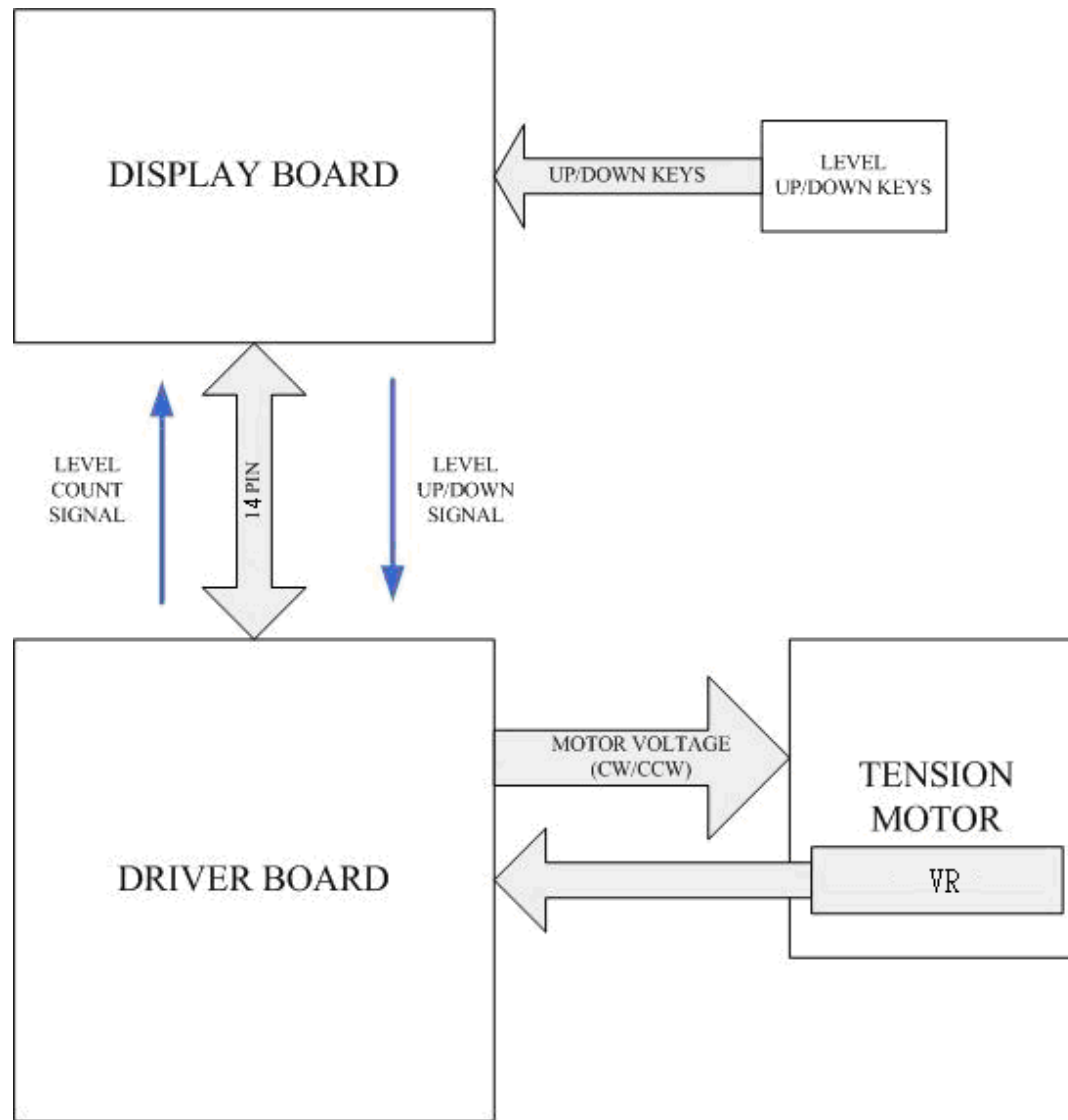 DISPLAY BOARD
UP/DOWN KEYS
LEVEL
UP/DOWN KEYS
LEVEL
COUNT
SIGNAL
14 PIN
LEVEL
UP/DOWN
SIGNAL
DRIVER BOARD
MOTOR VOLTAGE
(CW/CCW)
TENSION
MOTOR
VR